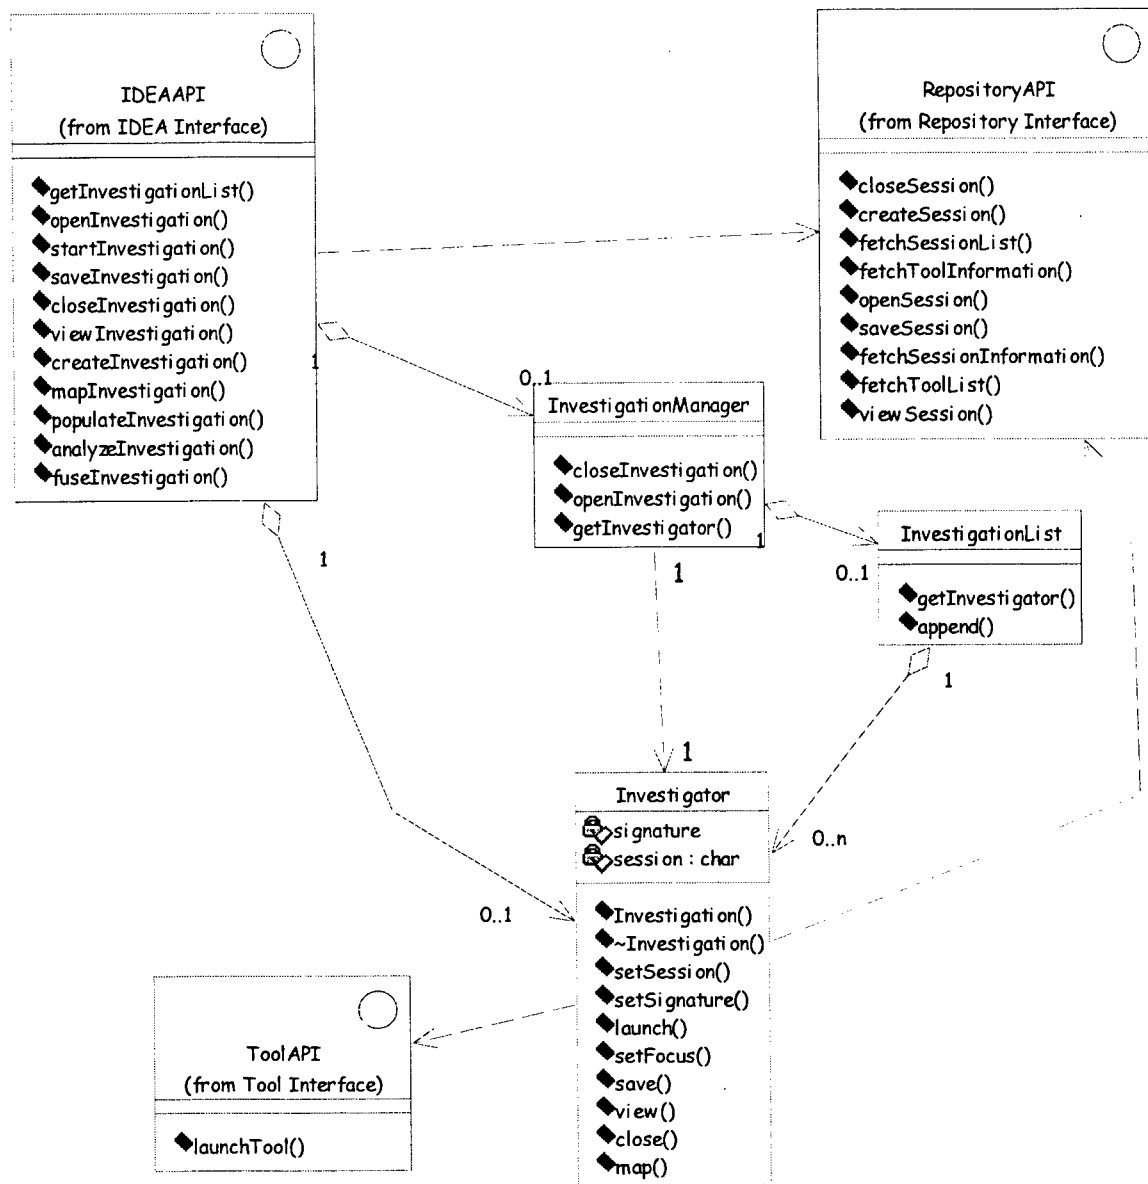 IDEAAPI
(from IDEA Interface)
getInvestigationList()
openInvestigation()
startInvestigation()
saveInvestigation()
closeInvestigation()
viewInvestigation()
createInvestigation()
mapInvestigation()
populateInvestigation()
analyzeInvestigation()
fuseInvestigation()
RepositoryAPI
(from Repository Interface)
closeSession()
createSession()
fetchSessionList()
fetchToolInformation()
openSession()
saveSession()
fetchSessionInformation()
fetchToolList()
viewSession()
1
0..1
InvestigationManager
closeInvestigation()
openInvestigation()
getInvestigator()
1
0..1
InvestigationList
getInvestigator()
append()
1
1
1
1
0..n
0..1
Investigator
signature
session : char
Investigation()
~Investigation()
setSession()
setSignature()
launch()
setFocus()
save()
view()
close()
map()
ToolAPI
(from Tool Interface)
launchTool()